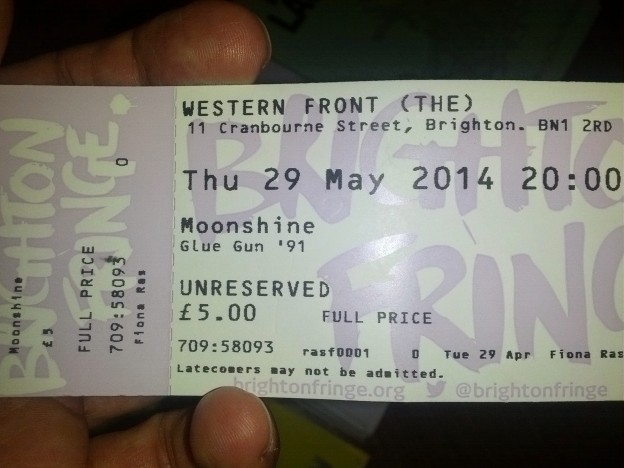 WESTERN FRONT (THE)
11 Cranbourne Street, Brighton. BN1 2RD
Thu 29 May 2014 20:00
Moonshine
Glue Gun '91
UNRESERVED
£5.00 FULL PRICE
709:58093 rasf0001 0 Tue 29 Apr Fiona Ras
Latecomers may not be admitted.
brightonfringe.org @brightonfringe
BRIGHTON
FRING
BRIGHTON
FRINGE.
Moonshine
£5
FULL PRICE 0
709:58093
Fiona Ras